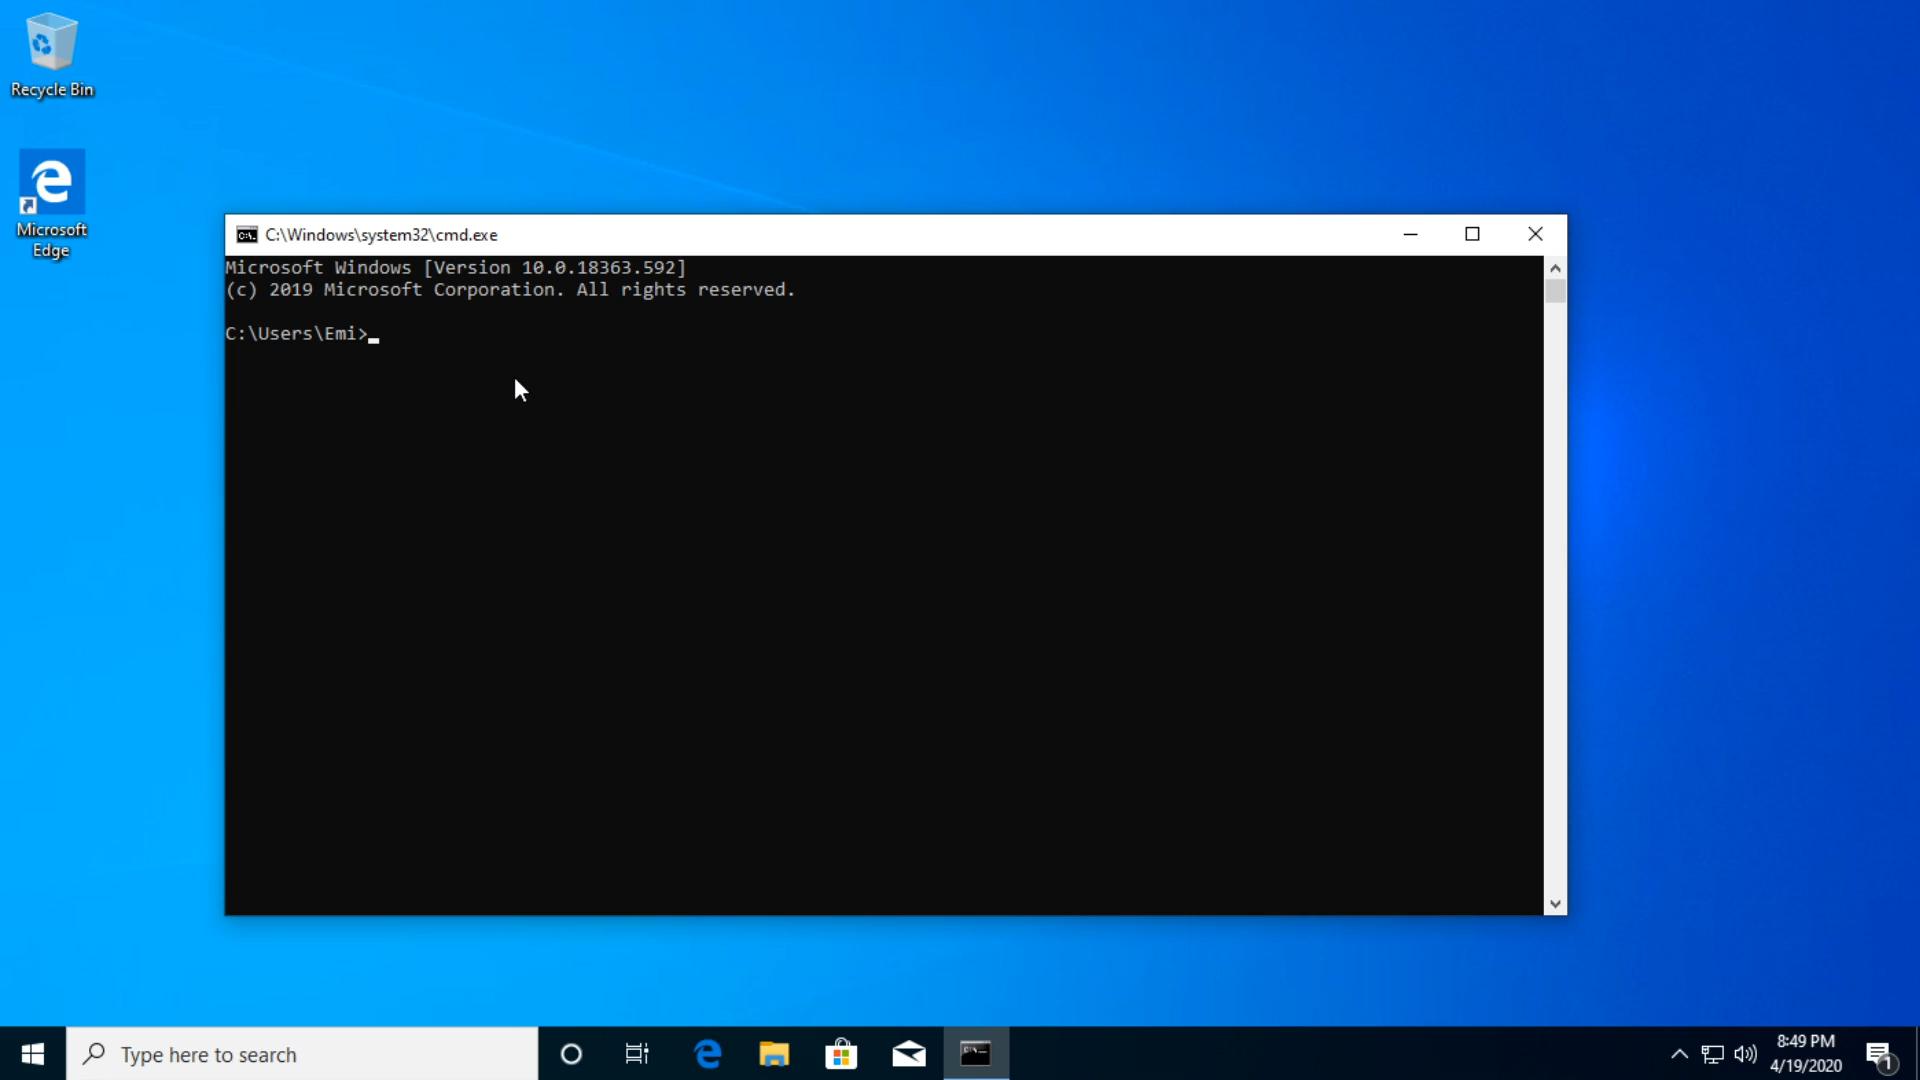 Recycle Bin
Microsoft
Edge
C:\Windows\system32\cmd.exe
Microsoft Windows [Version 10.0.18363.592]
(c) 2019 Microsoft Corporation. All rights reserved.
C:\Users\Emi>
Type here to search
8:49 PM
4/19/2020
1